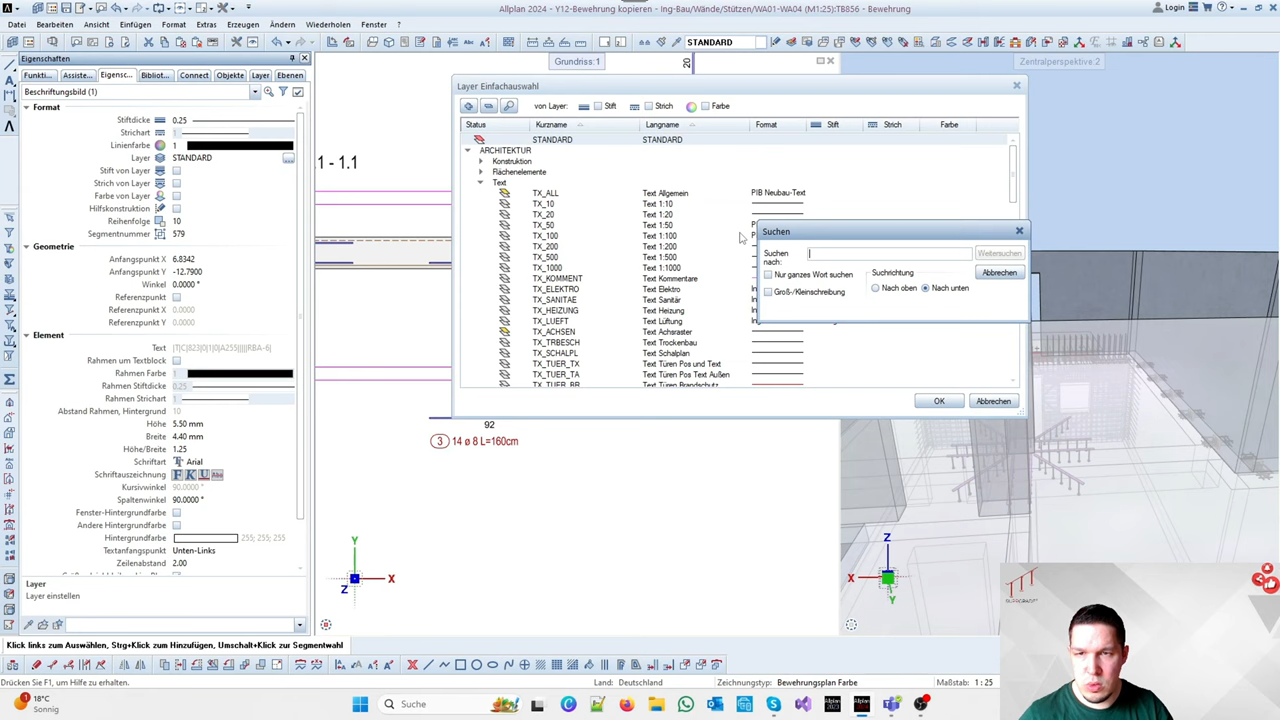 Allplan 2024 - Y12-Bewehrung kopieren - Ing-Bau/Wände/Stützen/WA01-WA04 (M1:25):TB856 - Bewehrung
Login
Datei Bearbeiten Ansicht Einfügen Format Extras Erzeugen Ändern Wiederholen Fenster ?
STANDARD
Eigenschaften
Funkti... Assiste... Eigensc... Bibliot... Connect Objekte Layer Ebenen
Beschriftungsbild (1)
Format
Stiftdicke 0.25
Strichart 1
Linienfarbe 1
Layer STANDARD
Stift von Layer
Strich von Layer
Farbe von Layer
Hilfskonstruktion
Reihenfolge 10
Segmentnummer 579
Geometrie
Anfangspunkt X 6.8342
Anfangspunkt Y -12.7900
Winkel 0.0000 °
Referenzpunkt
Referenzpunkt X 0.0000
Referenzpunkt Y 0.0000
Element
Text |T|C|823|0|1|0|A255||||||RBA-6|
Rahmen um Textblock
Rahmen Farbe 1
Rahmen Stiftdicke 0.25
Rahmen Strichart 1
Abstand Rahmen, Hintergrund 10
Höhe 5.50 mm
Breite 4.40 mm
Höhe/Breite 1.25
Schriftart Arial
Schriftauszeichnung F K U Abc
Kursivwinkel 90.0000 °
Spaltenwinkel 90.0000 °
Fenster-Hintergrundfarbe
Andere Hintergrundfarbe
Hintergrundfarbe 255; 255; 255
Textanfangspunkt Unten-Links
Zeilenabstand 2.00
Layer
Layer einstellen
Grundriss:1
20
1 - 1.1
92
3 14 ø 8 L=160cm
Y
X
Z
Zentralperspektive:2
Z
X
Y
Layer Einfachauswahl
von Layer: Stift Strich Farbe
Status Kurzname Langname Format Stift Strich Farbe
STANDARD STANDARD
ARCHITEKTUR
Konstruktion
Flächenelemente
Text
TX_ALL Text Allgemein PIB Neubau-Text
TX_10 Text 1:10
TX_20 Text 1:20
TX_50 Text 1:50
TX_100 Text 1:100
TX_200 Text 1:200
TX_500 Text 1:500
TX_1000 Text 1:1000
TX_KOMMENT Text Kommentare
TX_ELEKTRO Text Elektro
TX_SANITAE Text Sanitär
TX_HEIZUNG Text Heizung
TX_LUEFT Text Lüftung
TX_ACHSEN Text Achsraster
TX_TRBESCH Text Trockenbau
TX_SCHALPL Text Schalplan
TX_TUER_TX Text Türen Pos und Text
TX_TUER_TA Text Türen Pos Text Außen
TX_TUER_BR Text Türen Brandschutz
OK Abbrechen
Suchen
Suchen nach:
Weitersuchen
Nur ganzes Wort suchen
Groß-/Kleinschreibung
Suchrichtung
Nach oben Nach unten
Abbrechen
Klick links zum Auswählen, Strg+Klick zum Hinzufügen, Umschalt+Klick zur Segmentwahl
Drücken Sie F1, um Hilfe zu erhalten.
Land: Deutschland
Zeichnungstyp: Bewehrungsplan Farbe
Maßstab: 1 : 25
18°C
Sonnig
Suche